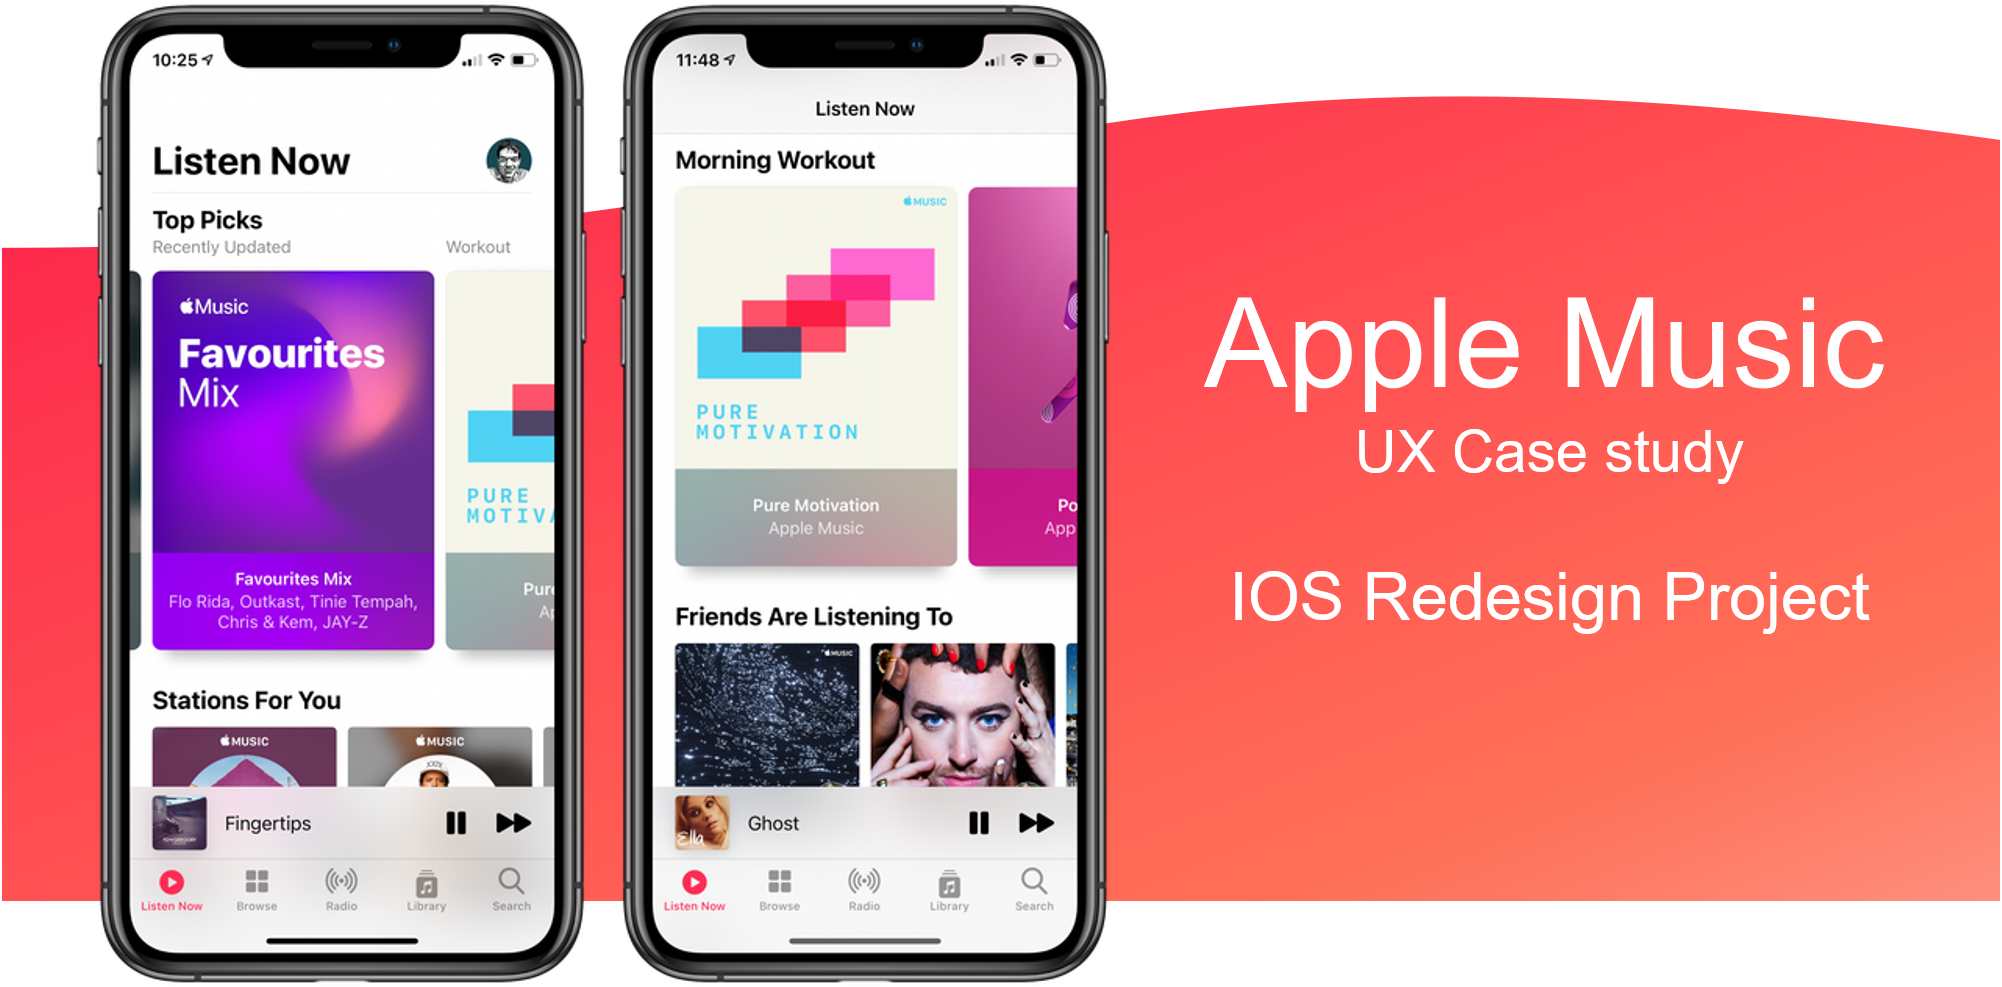 10:25
Listen Now
Top Picks
Recently Updated
Workout
Music
Favourites
Mix
PURE
MOTIV
Favourites Mix
Flo Rida, Outkast, Tinie Tempah,
Chris & Kem, JAY-Z
Pur
Ap
Stations For You
MUSIC
MUSIC
Fingertips
Listen Now
Browse
Radio
Library
Search
11:48
Listen Now
Morning Workout
MUSIC
PURE
MOTIVATION
Pure Motivation
Apple Music
Po
App
Friends Are Listening To
MUSIC
Ella
Ghost
Listen Now
Browse
Radio
Library
Search
Apple Music
UX Case study
IOS Redesign Project